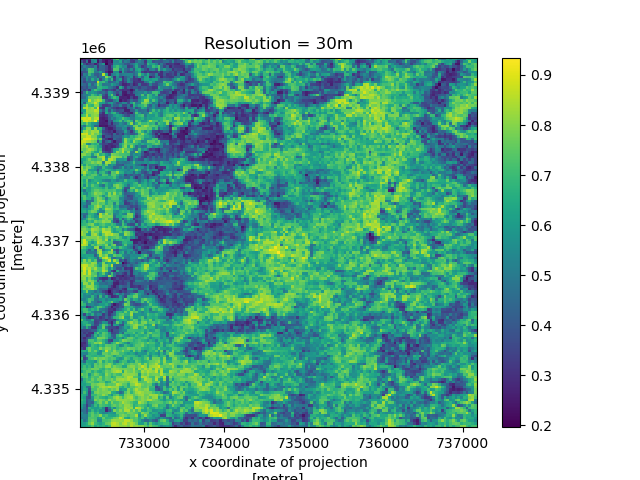 Resolution = 30m
1e6
4.339
4.338
4.337
4.336
4.335
y coordinate of projection
[metre]
733000 734000 735000 736000 737000
x coordinate of projection
[metre]
0.9
0.8
0.7
0.6
0.5
0.4
0.3
0.2